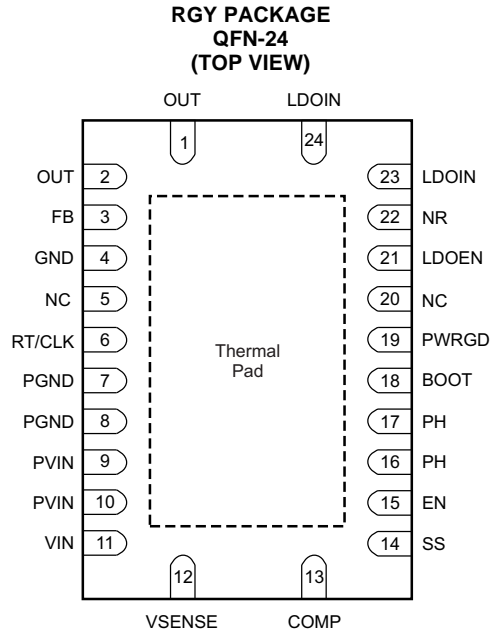 RGY PACKAGE
QFN-24
(TOP VIEW)
OUT LDOIN
1 24
OUT 2 23 LDOIN
FB 3 22 NR
GND 4 21 LDOEN
NC 5 20 NC
RT/CLK 6 19 PWRGD
Thermal
Pad
PGND 7 18 BOOT
PGND 8 17 PH
PVIN 9 16 PH
PVIN 10 15 EN
VIN 11 14 SS
12 13
VSENSE COMP